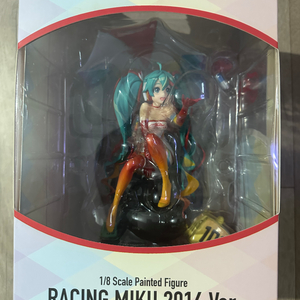 1/8 Scale Painted Figure
RACING MIKU 2014 Ver.